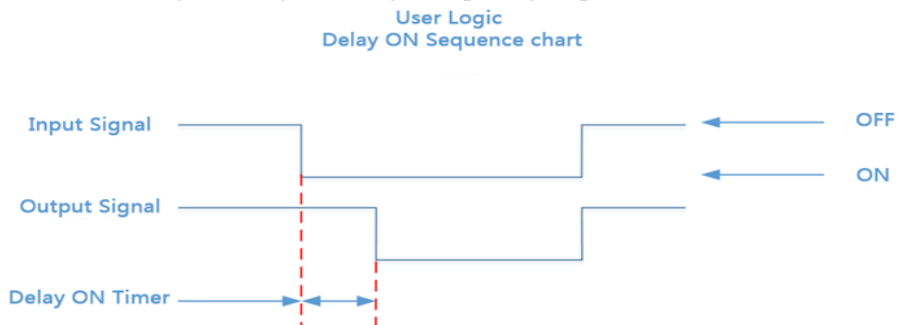 User Logic
Delay ON Sequence chart
Input Signal
OFF
ON
Output Signal
Delay ON Timer